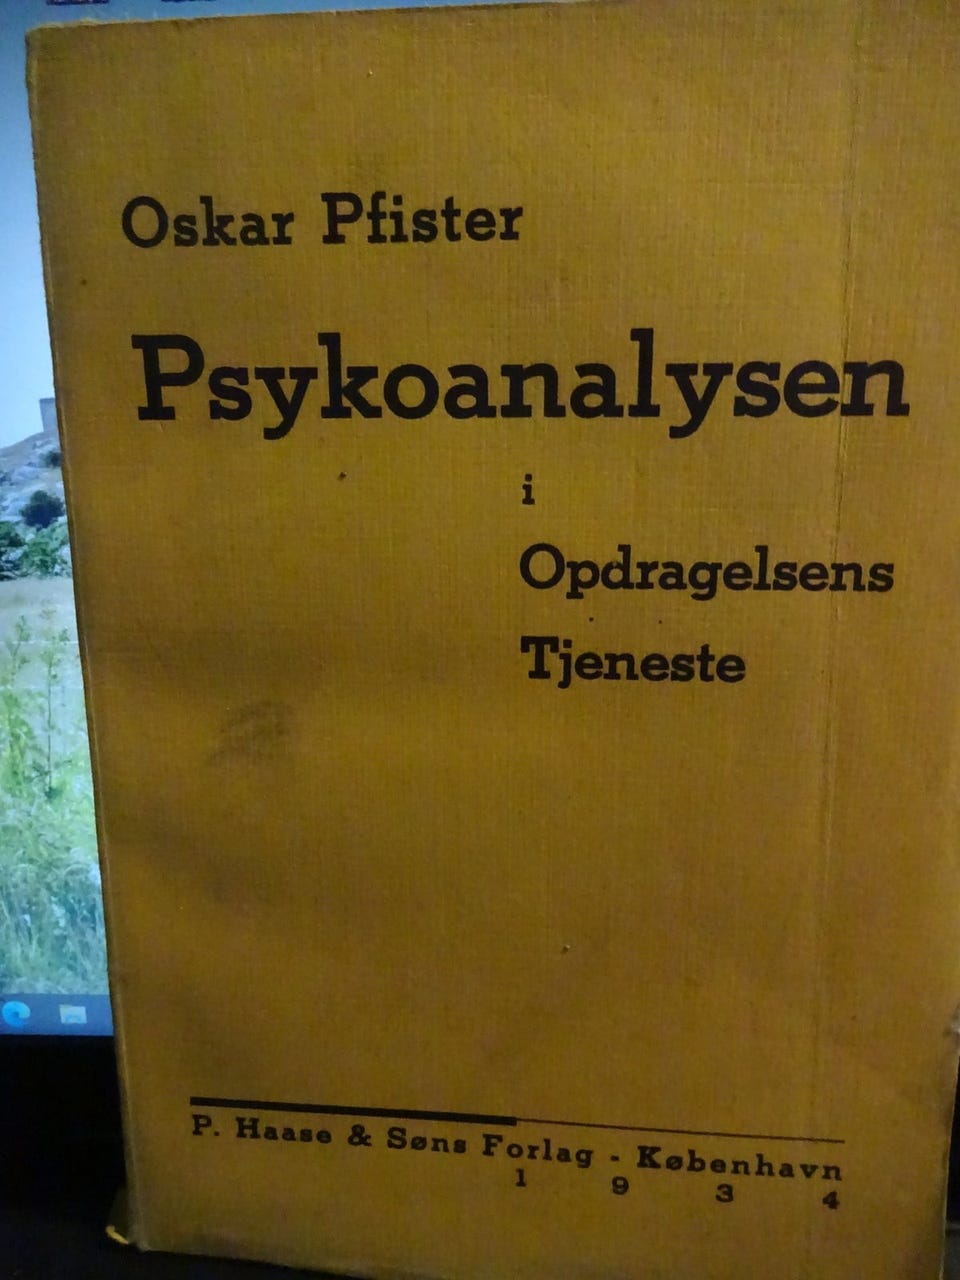 Oskar Pfister
Psykoanalysen
i
Opdragelsens
Tjeneste
P. Haase & Søns Forlag - København
1 9 3 4